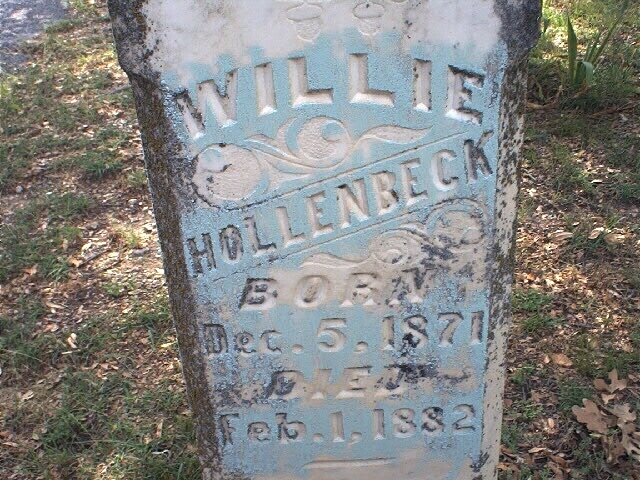 WILLIE
HOLLENBECK
BORN
Dec. 5. 1871
DIED
Feb. 1, 1882